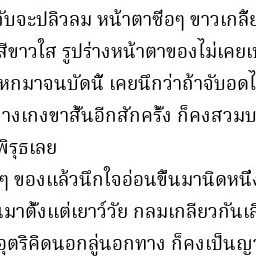 จะปลิวลม หน้าตาซื่อๆ ขาวเกลี้ย
สีขาวใส รูปร่างหน้าตาของไม่เคยเ
หกมาจนบัดนี้ เคยนึกว่าถ้าจับอดไ
างเกงขาสั้นอีกสักครั้ง ก็คงสวมบ
พิรุธเลย
ๆ ของแล้วนึกใจอ่อนขึ้นมานิดหนึ่ง
มาตั้งแต่เยาว์วัย กลมเกลียวกันเ
อุตริคิดนอกลู่นอกทาง ก็คงเป็นญา